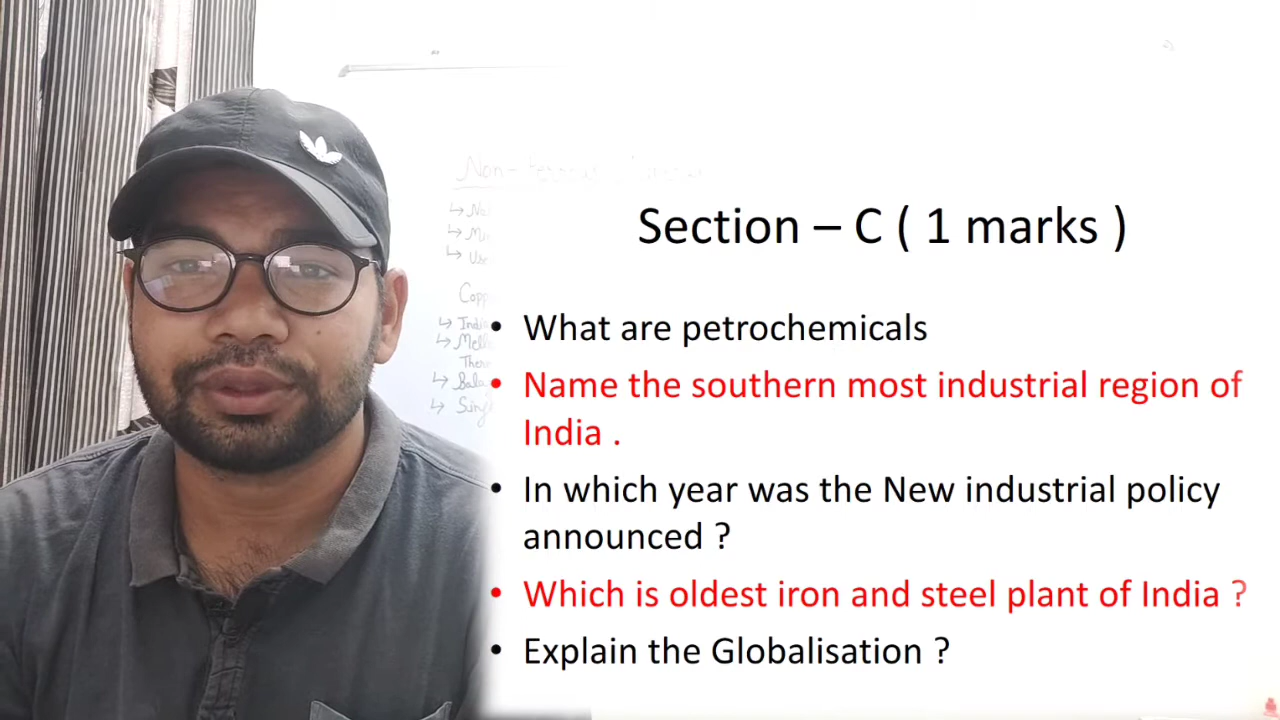 Non-
Section – C ( 1 marks )
• What are petrochemicals
• Name the southern most industrial region of
India .
• In which year was the New industrial policy
announced ?
• Which is oldest iron and steel plant of India ?
• Explain the Globalisation ?